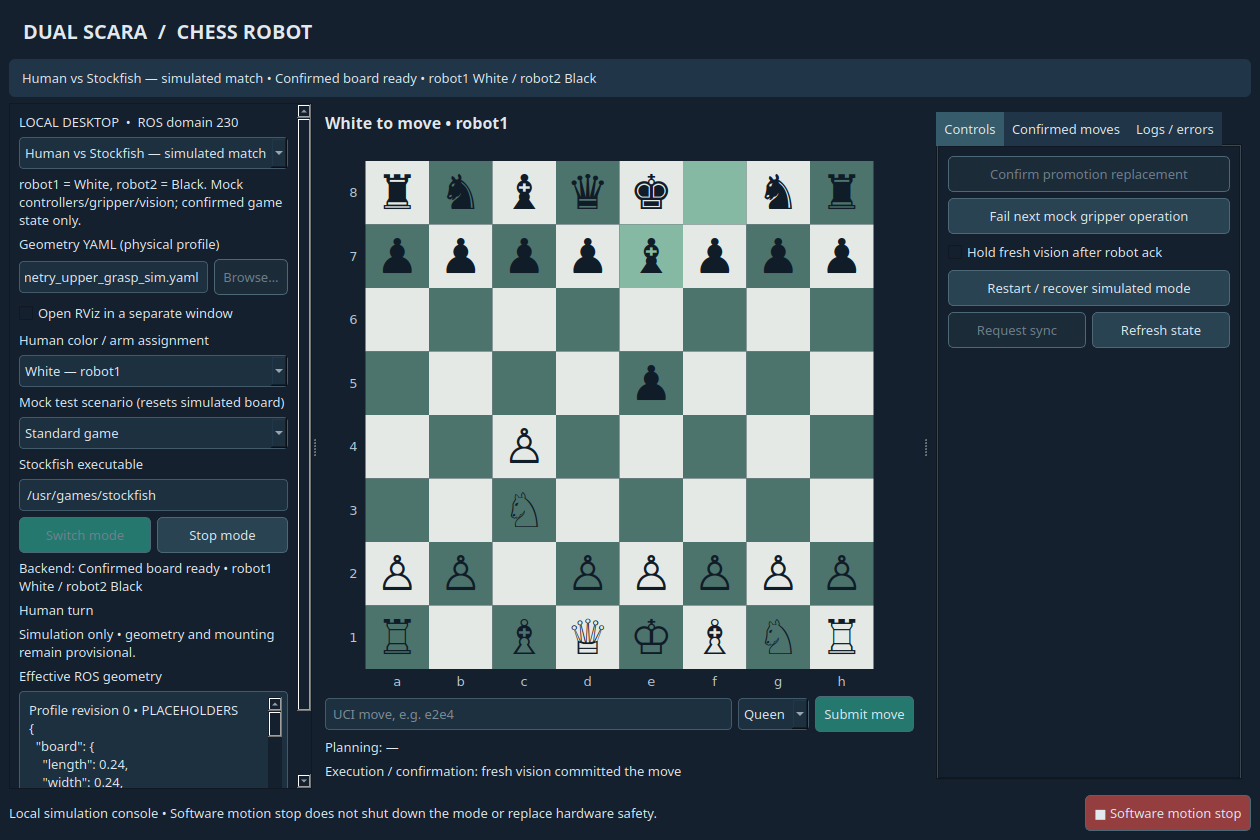 DUAL SCARA / CHESS ROBOT
Human vs Stockfish — simulated match • Confirmed board ready • robot1 White / robot2 Black
LOCAL DESKTOP • ROS domain 230
Human vs Stockfish — simulated match
robot1 = White, robot2 = Black. Mock
controllers/gripper/vision; confirmed game
state only.
Geometry YAML (physical profile)
netry_upper_grasp_sim.yaml
Browse...
Open RViz in a separate window
Human color / arm assignment
White — robot1
Mock test scenario (resets simulated board)
Standard game
Stockfish executable
/usr/games/stockfish
Switch mode
Stop mode
Backend: Confirmed board ready • robot1
White / robot2 Black
Human turn
Simulation only • geometry and mounting
remain provisional.
Effective ROS geometry
Profile revision 0 • PLACEHOLDERS
{
"board": {
"length": 0.24,
"width": 0.24,
White to move • robot1
8
7
6
5
4
3
2
1
a b c d e f g h
UCI move, e.g. e2e4
Queen
Submit move
Planning: —
Execution / confirmation: fresh vision committed the move
Controls
Confirmed moves
Logs / errors
Confirm promotion replacement
Fail next mock gripper operation
Hold fresh vision after robot ack
Restart / recover simulated mode
Request sync
Refresh state
Local simulation console • Software motion stop does not shut down the mode or replace hardware safety.
Software motion stop